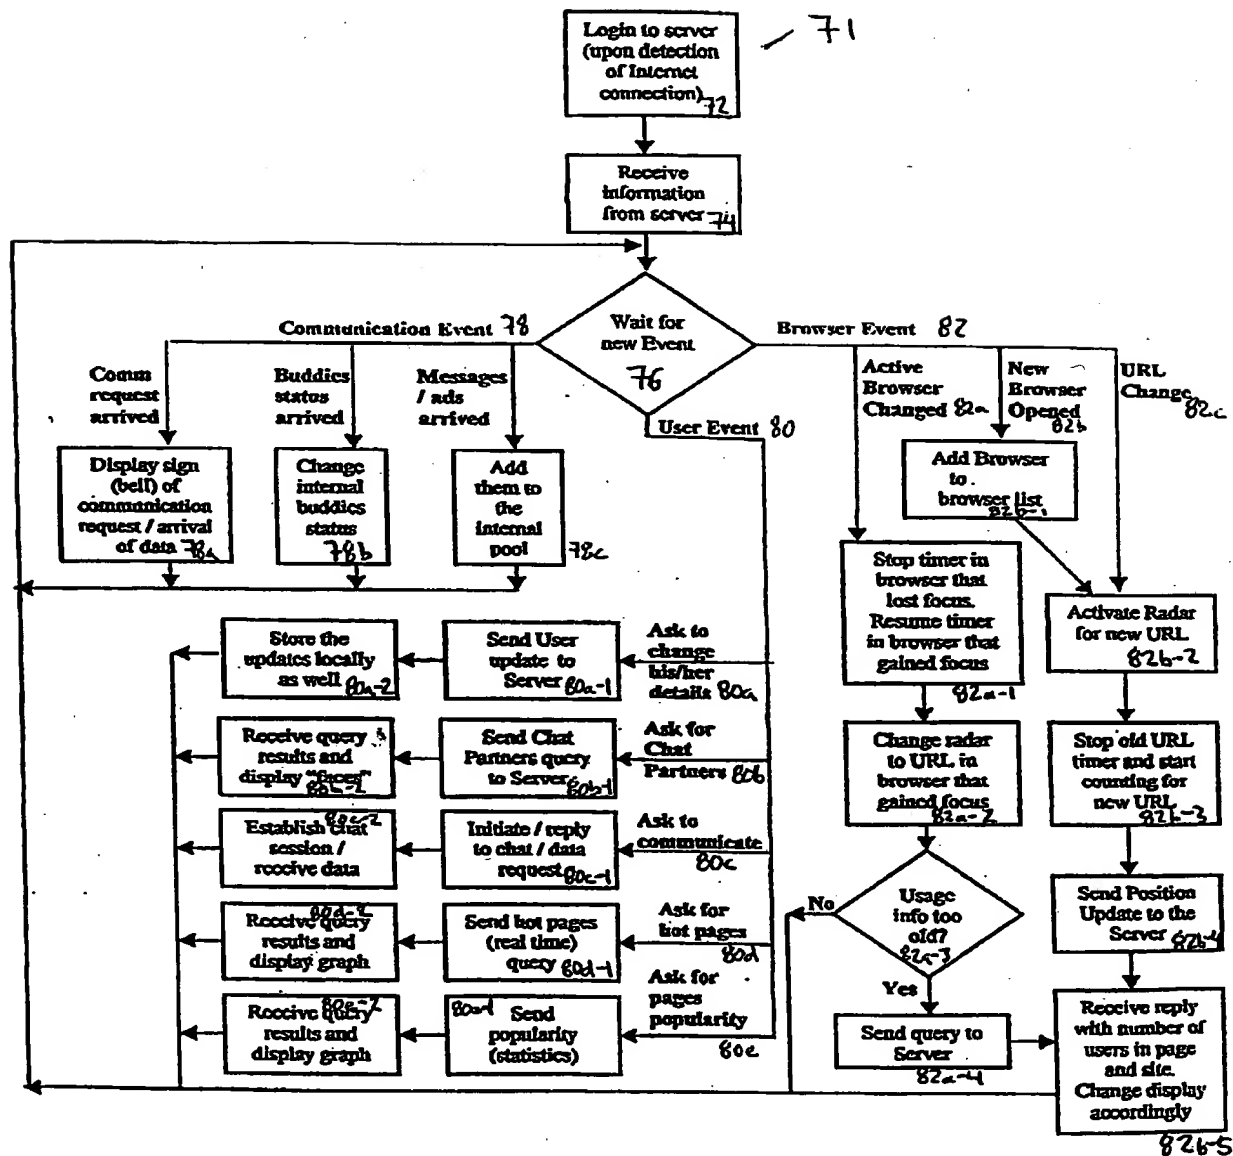 71
Login to server
(upon detection
of Internet
connection)
72
Receive
information
from server
74
Wait for
new Event
76
Communication Event 78
Browser Event 82
User Event 80
Comm
request
arrived
Buddies
status
arrived
Messages
/ ads
arrived
Active
Browser
Changed 82a
New
Browser
Opened
82b
URL
Change
82c
Display sign
(bell) of
communication
request / arrival
of data 78a
Change
internal
buddies
status
78b
Add
them to
the
internal
pool
78c
Add Browser
to
browser list
82b-1
Stop timer in
browser that
lost focus.
Resume timer
in browser that
gained focus
82a-1
Activate Radar
for new URL
82b-2
Store the
updates locally
as well 80a-2
Send User
update to
Server 80a-1
Ask to
change
his/her
details 80a
Receive query
results and
display "faces"
80b-2
Send Chat
Partners query
to Server 80b-1
Ask for
Chat
Partners 80b
Change radar
to URL in
browser that
gained focus
82a-2
Stop old URL
timer and start
counting for
new URL
82b-3
80c-2
Establish chat
session /
receive data
Initiate / reply
to chat / data
request 80c-1
Ask to
communicate
80c
80d-2
Receive query
results and
display graph
Send hot pages
(real time)
query 80d-1
Ask for
hot pages
80d
No
Usage
info too
old?
82a-3
Yes
Send Position
Update to the
Server 82b-4
80e-2
Receive query
results and
display graph
Send
popularity
(statistics)
Ask for
pages
popularity
80e
Send query to
Server
82a-4
Receive reply
with number of
users in page
and site.
Change display
accordingly
82b-5